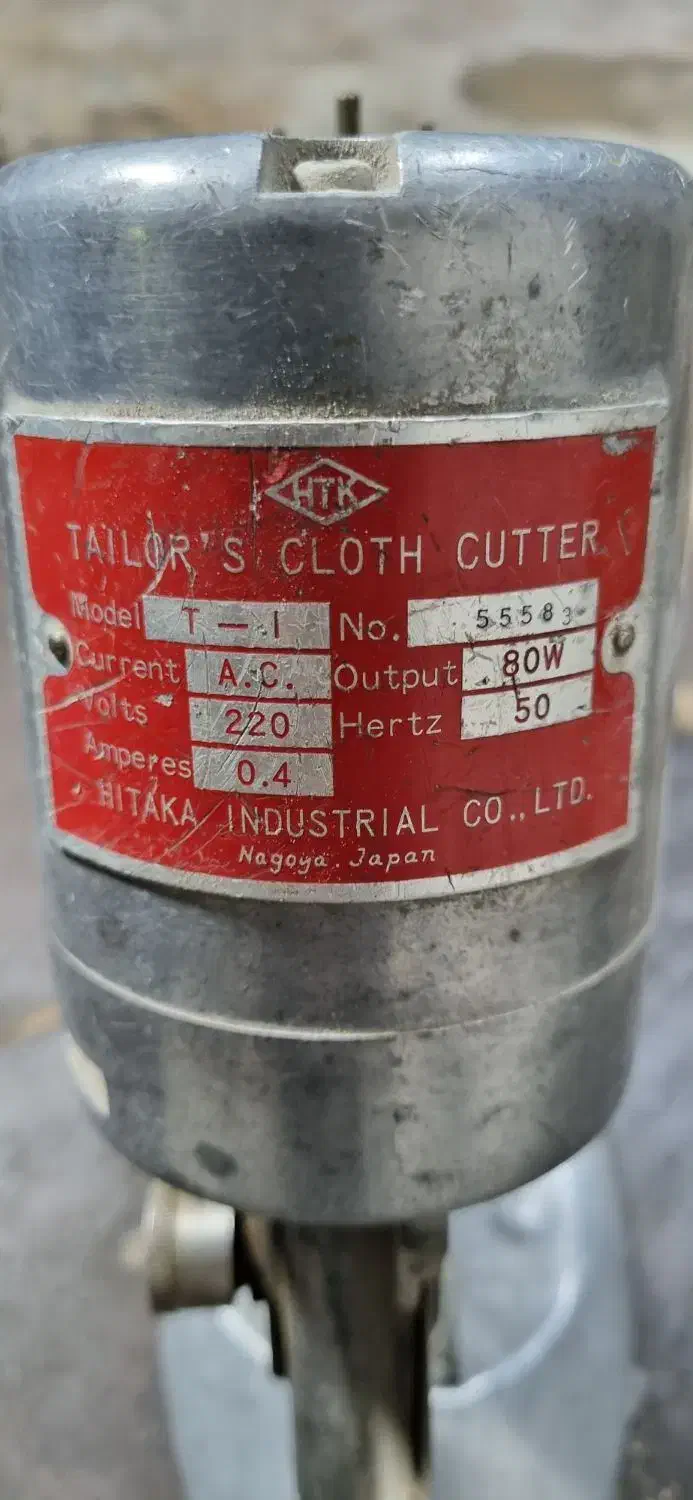 HTK
TAILOR'S CLOTH CUTTER
Model T-1 No. 55583
Current A.C. Output 80W
Volts 220 Hertz 50
Amperes 0.4
HITAKA INDUSTRIAL CO.,LTD.
Nagoya. Japan